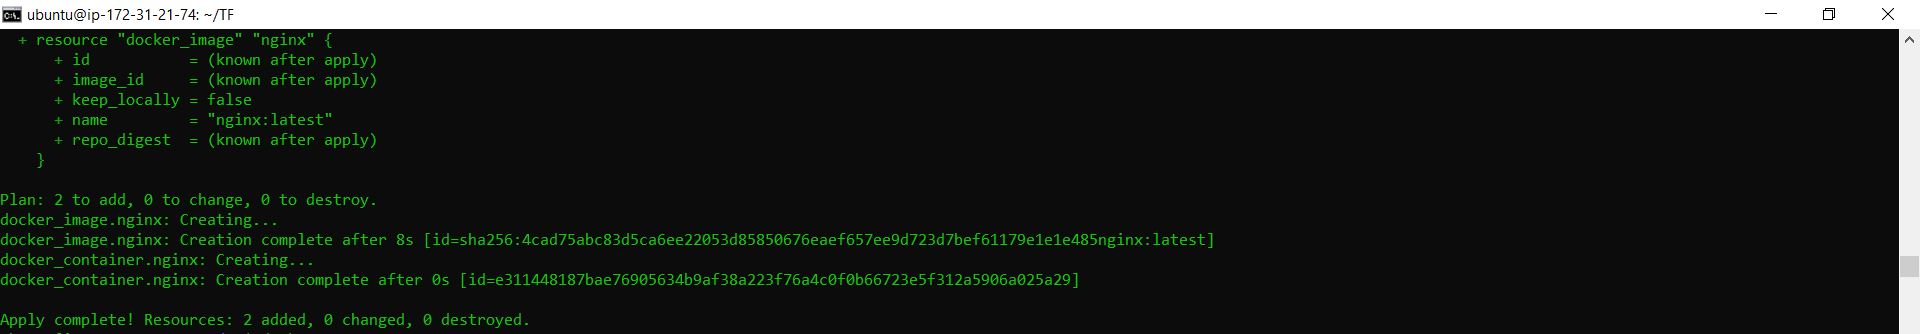 ubuntu@ip-172-31-21-74: ~/TF
  + resource "docker_image" "nginx" {
      + id           = (known after apply)
      + image_id     = (known after apply)
      + keep_locally = false
      + name         = "nginx:latest"
      + repo_digest  = (known after apply)
    }
Plan: 2 to add, 0 to change, 0 to destroy.
docker_image.nginx: Creating...
docker_image.nginx: Creation complete after 8s [id=sha256:4cad75abc83d5ca6ee22053d85850676eaef657ee9d723d7bef61179e1e1e485nginx:latest]
docker_container.nginx: Creating...
docker_container.nginx: Creation complete after 0s [id=e311448187bae76905634b9af38a223f76a4c0f0b66723e5f312a5906a025a29]
Apply complete! Resources: 2 added, 0 changed, 0 destroyed.